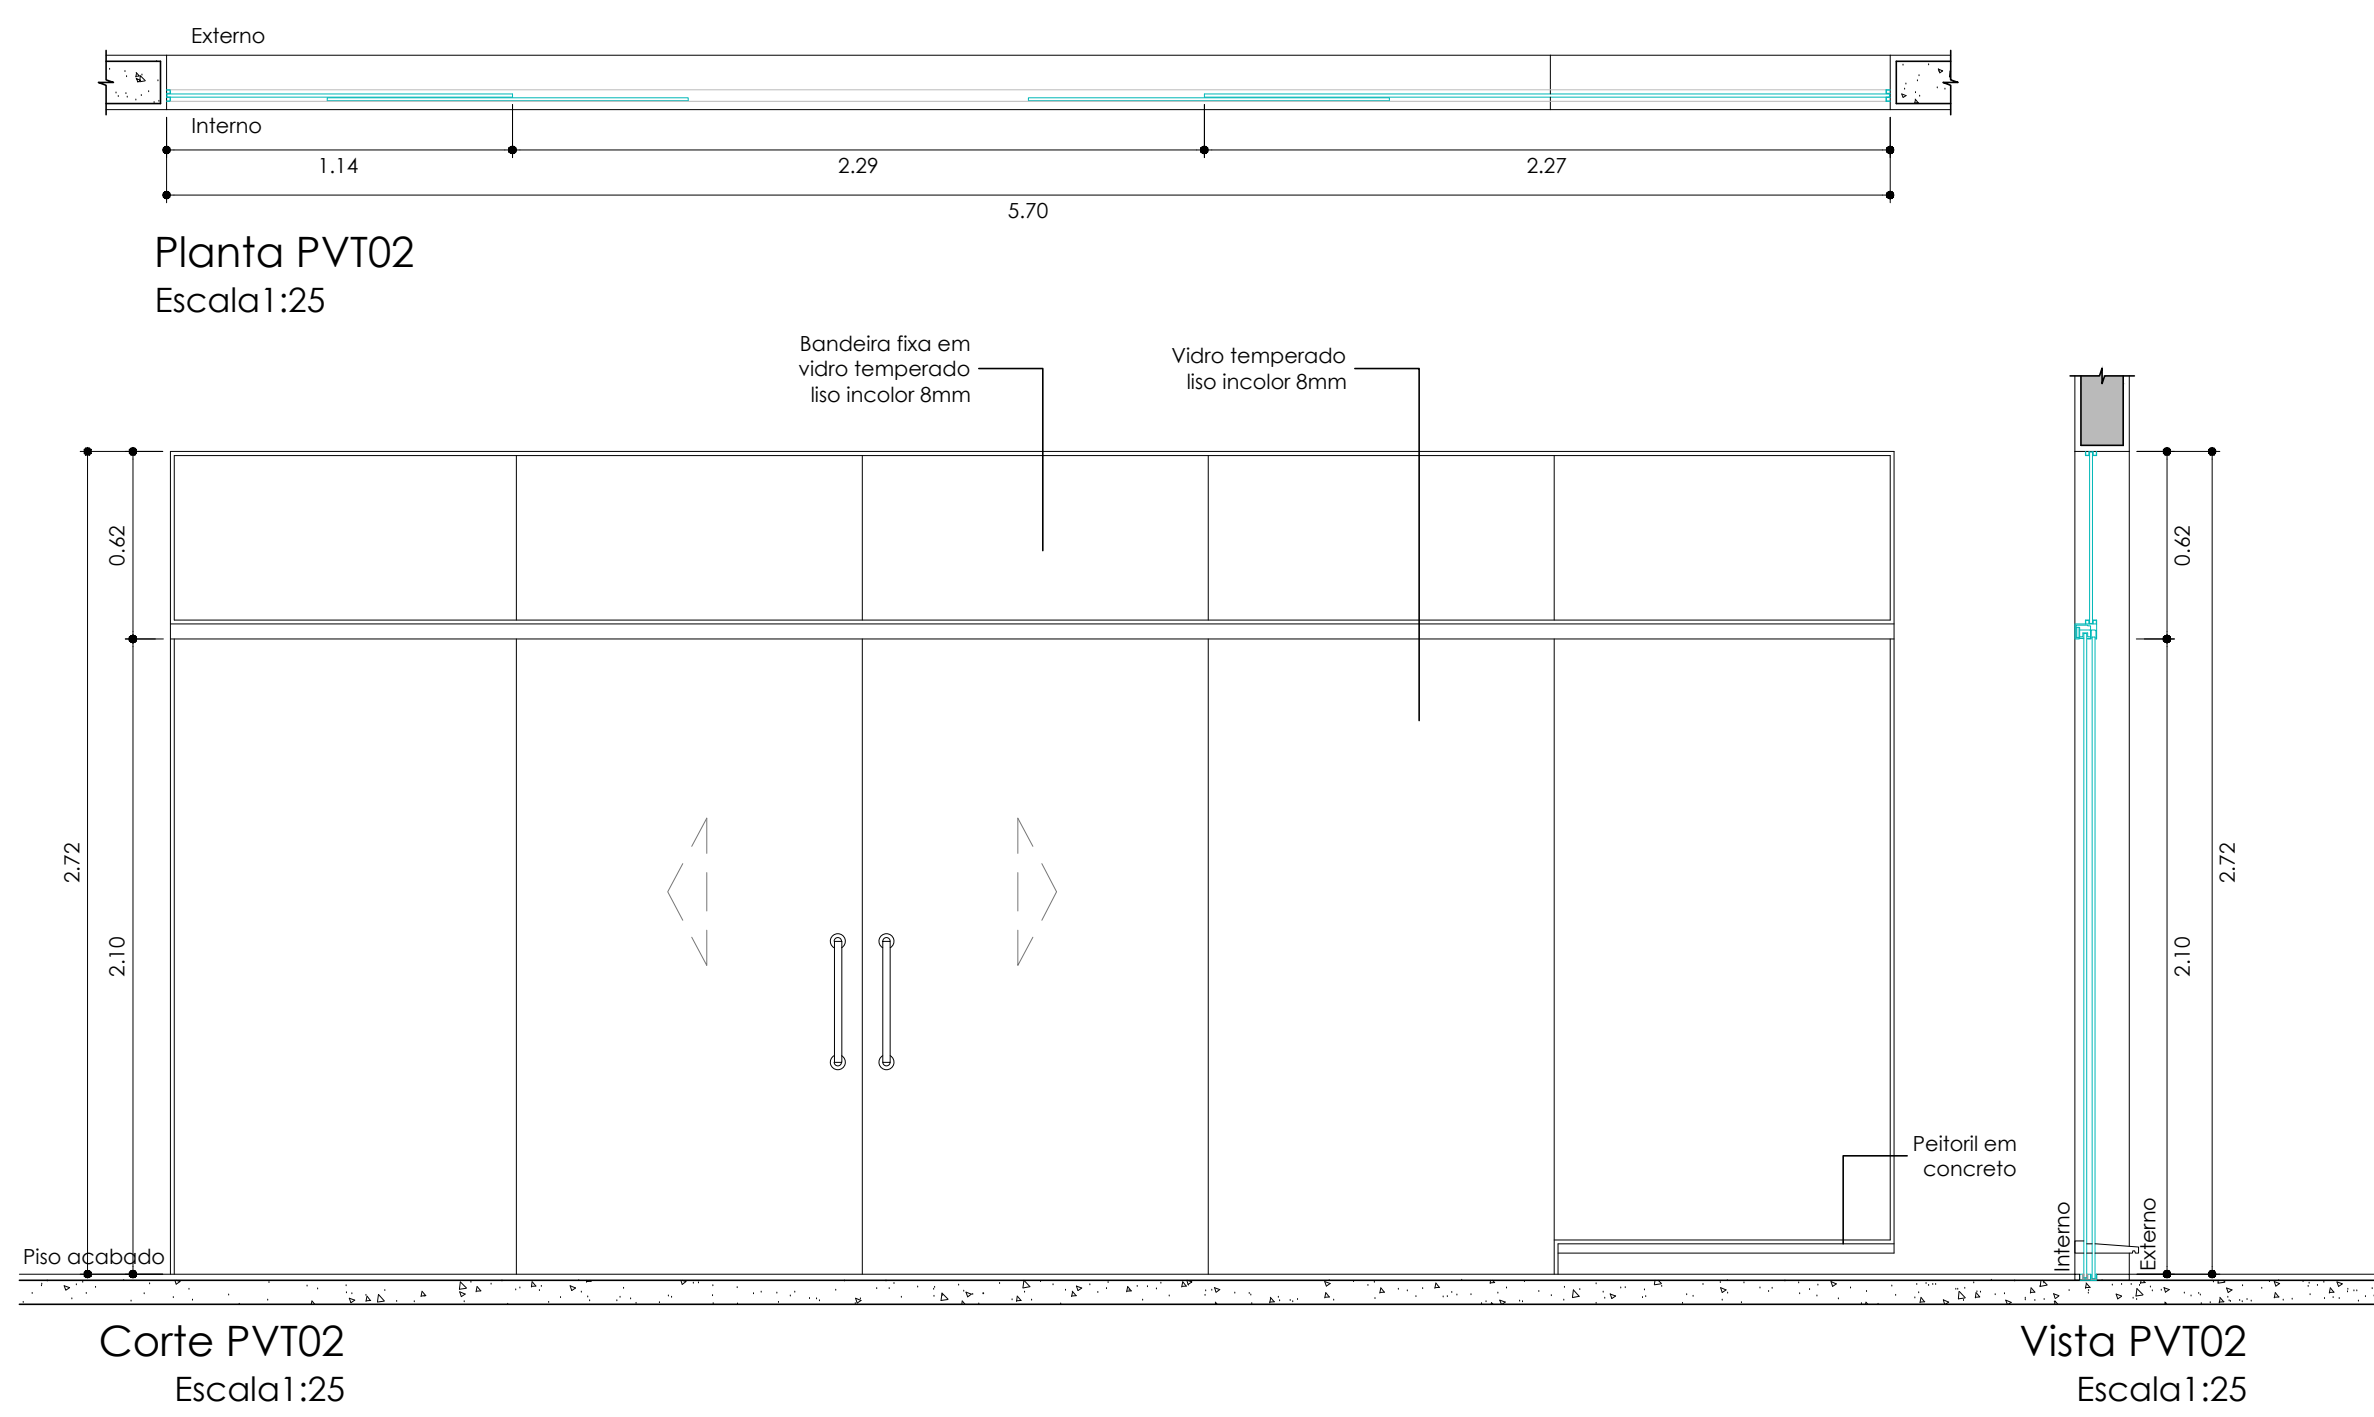 Externo
Interno
1.14
2.29
2.27
5.70
Planta PVT02
Escala1:25
Bandeira fixa em
vidro temperado
liso incolor 8mm
Vidro temperado
liso incolor 8mm
0.62
2.72
2.10
Piso acabado
Peitoril em
concreto
Interno
Externo
0.62
2.72
2.10
Corte PVT02
Escala1:25
Vista PVT02
Escala1:25